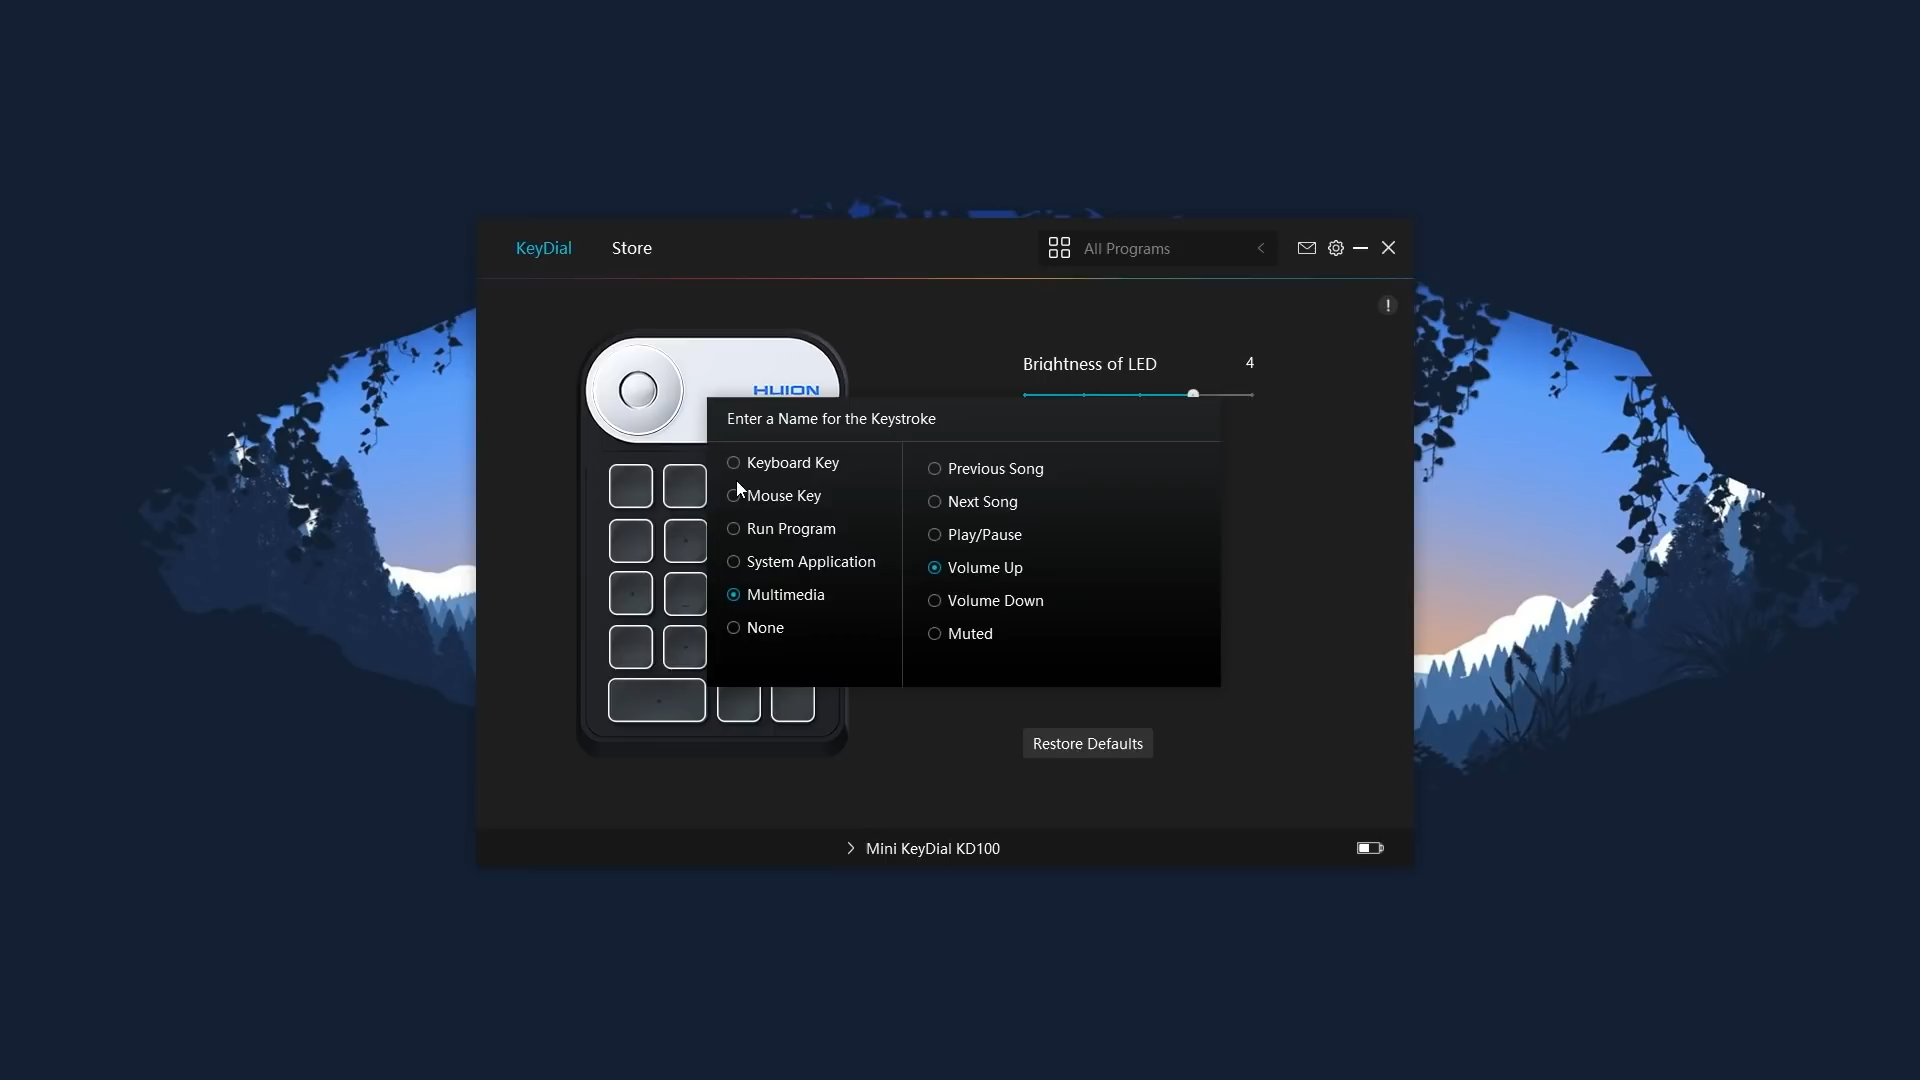 KeyDial
Store
All Programs
!
HUION
Brightness of LED
4
Enter a Name for the Keystroke
Keyboard Key
Mouse Key
Run Program
System Application
Multimedia
None
Previous Song
Next Song
Play/Pause
Volume Up
Volume Down
Muted
Restore Defaults
Mini KeyDial KD100